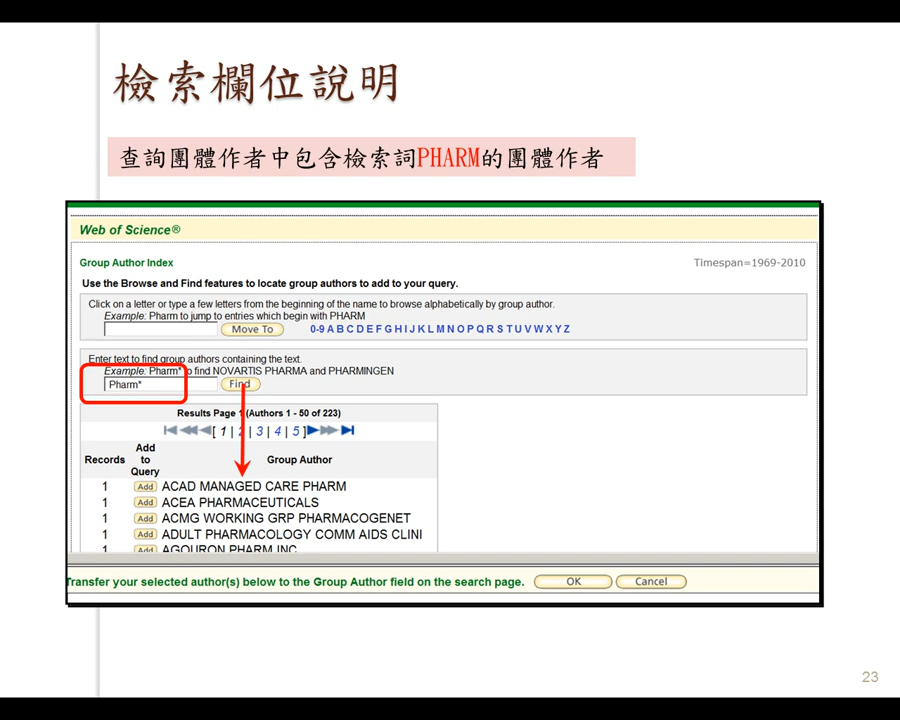 檢索欄位說明
查詢團體作者中包含檢索詞PHARM的團體作者
Web of Science®
Group Author Index
Timespan=1969-2010
Use the Browse and Find features to locate group authors to add to your query.
Click on a letter or type a few letters from the beginning of the name to browse alphabetically by group author.
Example: Pharm to jump to entries which begin with PHARM
Move To 0-9 A B C D E F G H I J K L M N O P Q R S T U V W X Y Z
Enter text to find group authors containing the text.
Example: Pharm* to find NOVARTIS PHARMA and PHARMINGEN
Pharm* Find
Results Page 1 (Authors 1 - 50 of 223)
[ 1 | 2 | 3 | 4 | 5 ]
Records Add to Query Group Author
1 Add ACAD MANAGED CARE PHARM
1 Add ACEA PHARMACEUTICALS
1 Add ACMG WORKING GRP PHARMACOGENET
1 Add ADULT PHARMACOLOGY COMM AIDS CLINI
1 Add AGOURON PHARM INC
Transfer your selected author(s) below to the Group Author field on the search page. OK Cancel
23